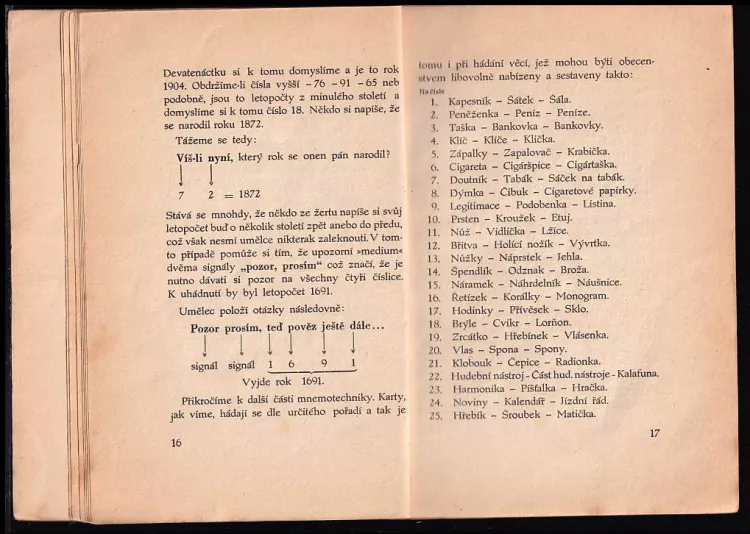 Devatenáctku si k tomu domyslíme a je to rok
1904. Obdržíme-li čísla vyšší – 76 – 91 – 65 neb
podobně, jsou to letopočty z minulého století a
domyslíme si k tomu číslo 18. Někdo si napíše, že
se narodil roku 1872.
Tážeme se tedy:
Víš-li nyní, který rok se onen pán narodil?
7 2 = 1872
Stává se mnohdy, že někdo ze žertu napíše si svůj
letopočet buď o několik století zpět anebo do předu,
což však nesmí umělce nikterak zaleknouti. V tom-
to případě pomůže si tím, že upozorní »medium«
dvěma signály „pozor, prosím“ což značí, že je
nutno dávati si pozor na všechny čtyři číslice.
K uhádnutí by byl letopočet 1691.
Umělec položí otázky následovně:
Pozor prosím, teď pověz ještě dále...
signál signál 1 6 9 1
Vyjde rok 1691.
Přikročíme k další části mnemotechniky. Karty,
jak víme, hádají se dle určitého pořadí a tak je
16
tomu i při hádání věcí, jež mohou býti obecen-
stvem libovolně nabízeny a sestaveny takto:
Na čísle
1. Kapesník – Šátek – Šála.
2. Peněženka – Peníz – Peníze.
3. Taška – Bankovka – Bankovky.
4. Klíč – Klíče – Klička.
5. Zápalky – Zapalovač – Krabička.
6. Cigareta – Cigáršpice – Cigártaška.
7. Doutník – Tabák – Sáček na tabák.
8. Dýmka – Čibuk – Cigaretové papírky.
9. Legitimace – Podobenka – Listina.
10. Prsten – Kroužek – Etuj.
11. Nůž – Vidlička – Lžíce.
12. Břitva – Holící nožík – Vývrtka.
13. Nůžky – Náprstek – Jehla.
14. Špendlík – Odznak – Broža.
15. Náramek – Náhrdelník – Náušnice.
16. Řetízek – Korálky – Monogram.
17. Hodinky – Přívěsek – Sklo.
18. Brýle – Cvikr – Lorňon.
19. Zrcátko – Hřebínek – Vlásenka.
20. Vlas – Spona – Spony.
21. Klobouk – Čepice – Radionka.
22. Hudební nástroj - Část hud. nástroje - Kalafuna.
23. Harmonika – Píšťalka – Hračka.
24. Noviny – Kalendář – Jízdní řád.
25. Hřebík – Šroubek – Matička.
17